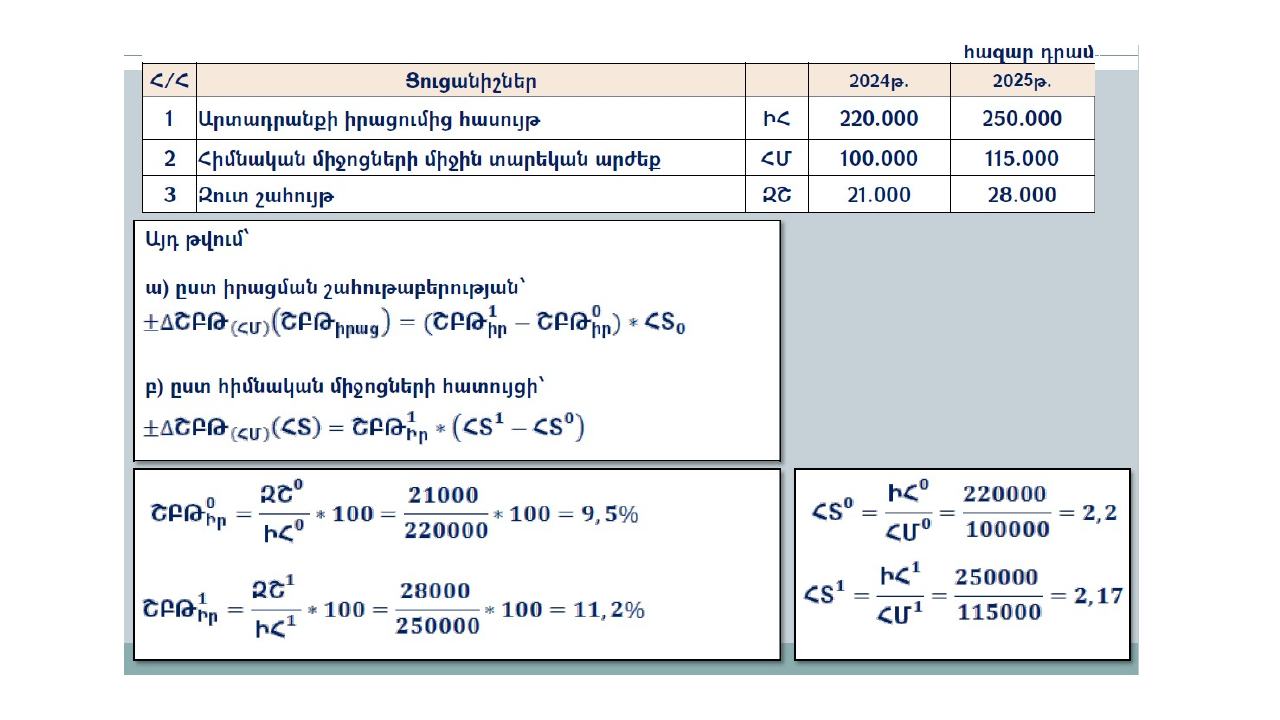 հազար դրամ
Հ/Հ Ցուցանիշներ 2024թ. 2025թ.
1 Արտադրանքի իրացումից հասույթ ԻՀ 220.000 250.000
2 Հիմնական միջոցների միջին տարեկան արժեք ՀՄ 100.000 115.000
3 Զուտ շահույթ ԶՇ 21.000 28.000
Այդ թվում՝
ա) ըստ իրացման շահութաբերության՝
±ΔՇԲԹ₍ՀՄ₎(ՇԲԹիրաց) = (ՇԲԹ¹իր − ՇԲԹ⁰իր) ∗ ՀՏ₀
բ) ըստ հիմնական միջոցների հատույցի՝
±ΔՇԲԹ₍ՀՄ₎(ՀՏ) = ՇԲԹ¹իր ∗ (ՀՏ¹ − ՀՏ⁰)
ՇԲԹ⁰իր = ԶՇ⁰/ԻՀ⁰ ∗ 100 = 21000/220000 ∗ 100 = 9,5%
ՇԲԹ¹իր = ԶՇ¹/ԻՀ¹ ∗ 100 = 28000/250000 ∗ 100 = 11,2%
ՀՏ⁰ = ԻՀ⁰/ՀՄ⁰ = 220000/100000 = 2,2
ՀՏ¹ = ԻՀ¹/ՀՄ¹ = 250000/115000 = 2,17